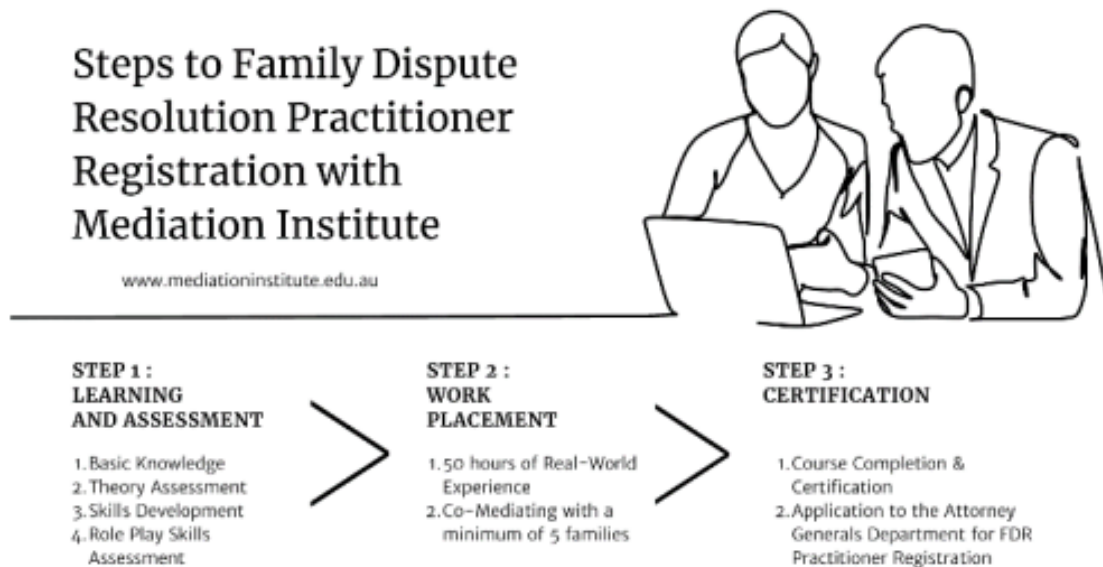 Steps to Family Dispute
Resolution Practitioner
Registration with
Mediation Institute
www.mediationinstitute.edu.au
STEP 1 :
LEARNING
AND ASSESSMENT
1. Basic Knowledge
2. Theory Assessment
3. Skills Development
4. Role Play Skills
Assessment
STEP 2 :
WORK
PLACEMENT
1. 50 hours of Real-World
Experience
2. Co-Mediating with a
minimum of 5 families
STEP 3 :
CERTIFICATION
1. Course Completion &
Certification
2. Application to the Attorney
Generals Department for FDR
Practitioner Registration